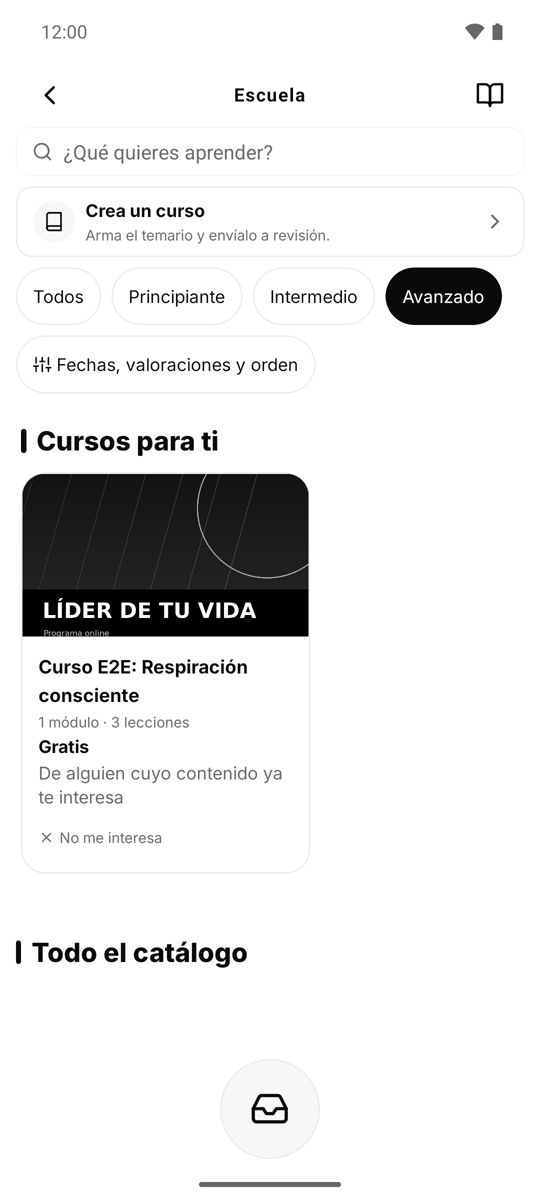 12:00
Escuela
¿Qué quieres aprender?
Crea un curso
Arma el temario y envíalo a revisión.
Todos
Principiante
Intermedio
Avanzado
Fechas, valoraciones y orden
Cursos para ti
LÍDER DE TU VIDA
Programa online
Curso E2E: Respiración
consciente
1 módulo · 3 lecciones
Gratis
De alguien cuyo contenido ya
te interesa
No me interesa
Todo el catálogo